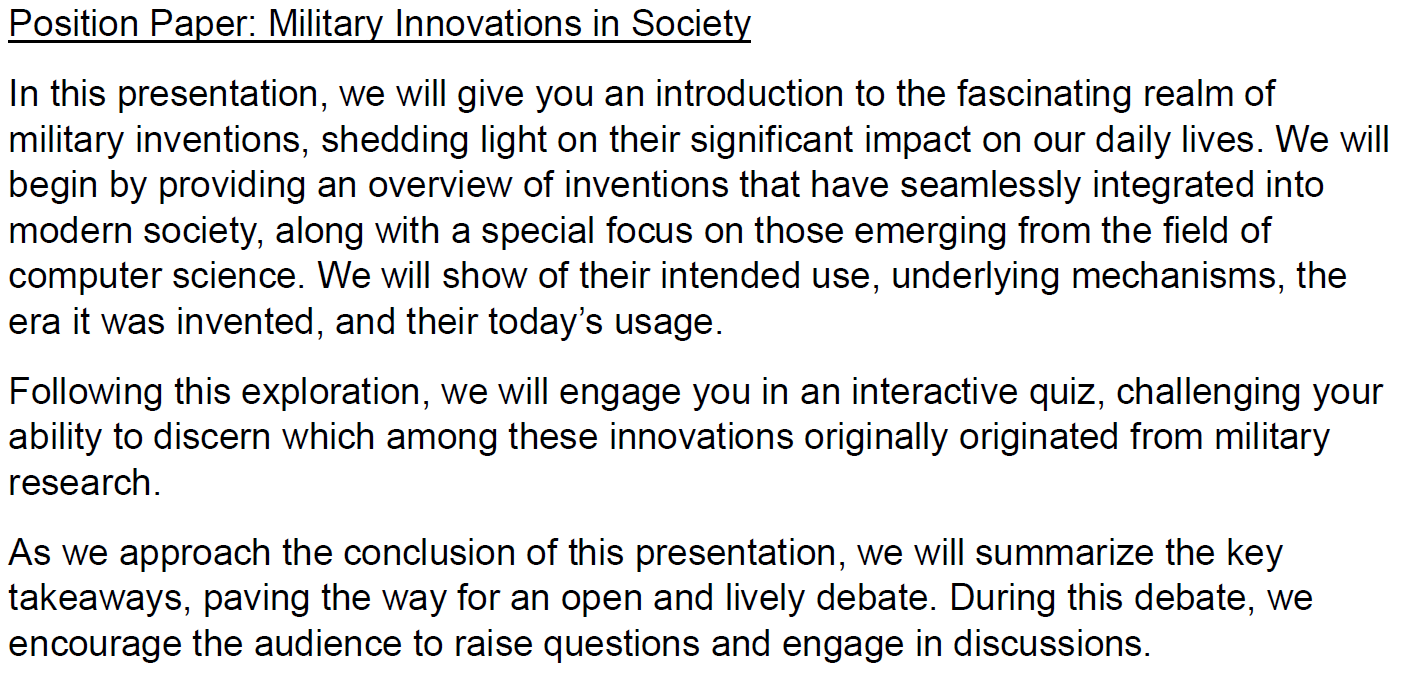 Position Paper: Military Innovations in Society
In this presentation, we will give you an introduction to the fascinating realm of
military inventions, shedding light on their significant impact on our daily lives. We will
begin by providing an overview of inventions that have seamlessly integrated into
modern society, along with a special focus on those emerging from the field of
computer science. We will show of their intended use, underlying mechanisms, the
era it was invented, and their today’s usage.
Following this exploration, we will engage you in an interactive quiz, challenging your
ability to discern which among these innovations originally originated from military
research.
As we approach the conclusion of this presentation, we will summarize the key
takeaways, paving the way for an open and lively debate. During this debate, we
encourage the audience to raise questions and engage in discussions.